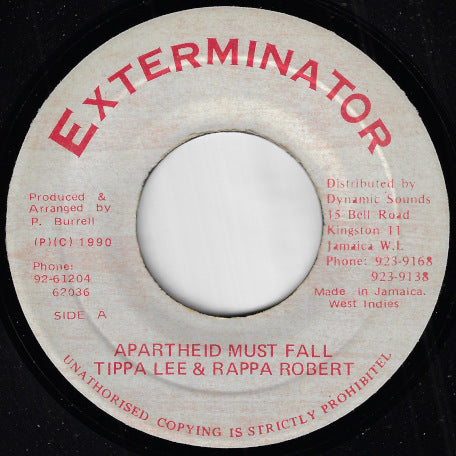 EXTERMINATOR
Produced &
Arranged by
P. Burrell
(P)(C) 1990
Phone:
92-61204
62036
SIDE A
Distributed by
Dynamic Sounds
15 Bell Road
Kingston 11
Jamaica W.I.
Phone: 923-9168
923-9138
Made in Jamaica.
West Indies
APARTHEID MUST FALL
TIPPA LEE & RAPPA ROBERT
UNATHORISED COPYING IS STRICTLY PROHIBITEL